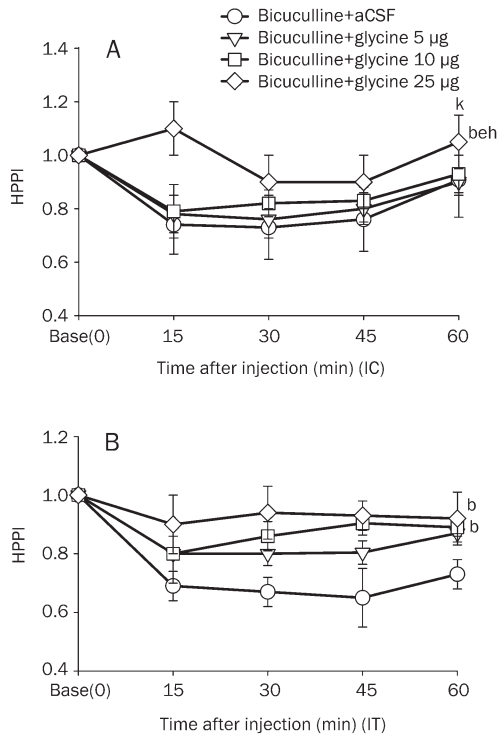 Bicuculline+aCSF
Bicuculline+glycine 5 µg
Bicuculline+glycine 10 µg
Bicuculline+glycine 25 µg
A
1.4
1.2
1.0
0.8
0.6
0.4
HPPI
k
beh
Base(0) 15 30 45 60
Time after injection (min) (IC)
B
1.2
1.0
0.8
0.6
0.4
HPPI
b
b
Base(0) 15 30 45 60
Time after injection (min) (IT)